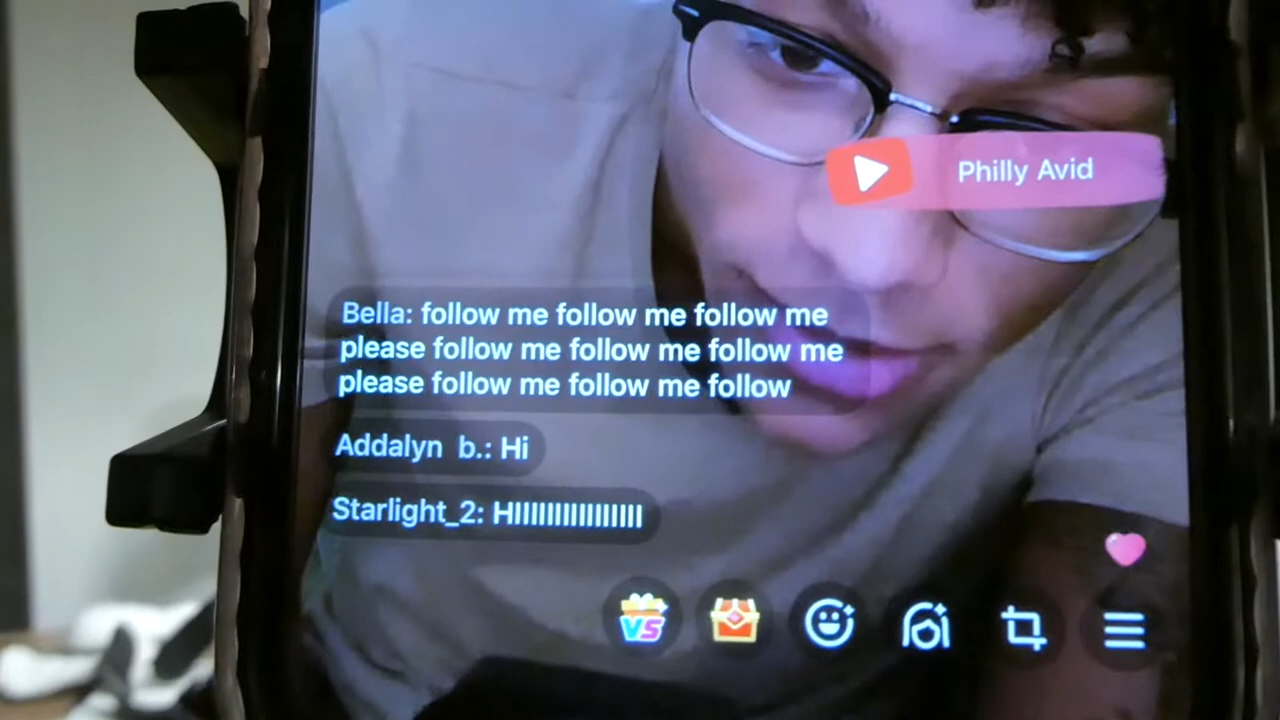 Philly Avid
Bella: follow me follow me follow me
please follow me follow me follow me
please follow me follow me follow
Addalyn b.: Hi
Starlight_2: HIIIIIIIIIIIIIIII
VS